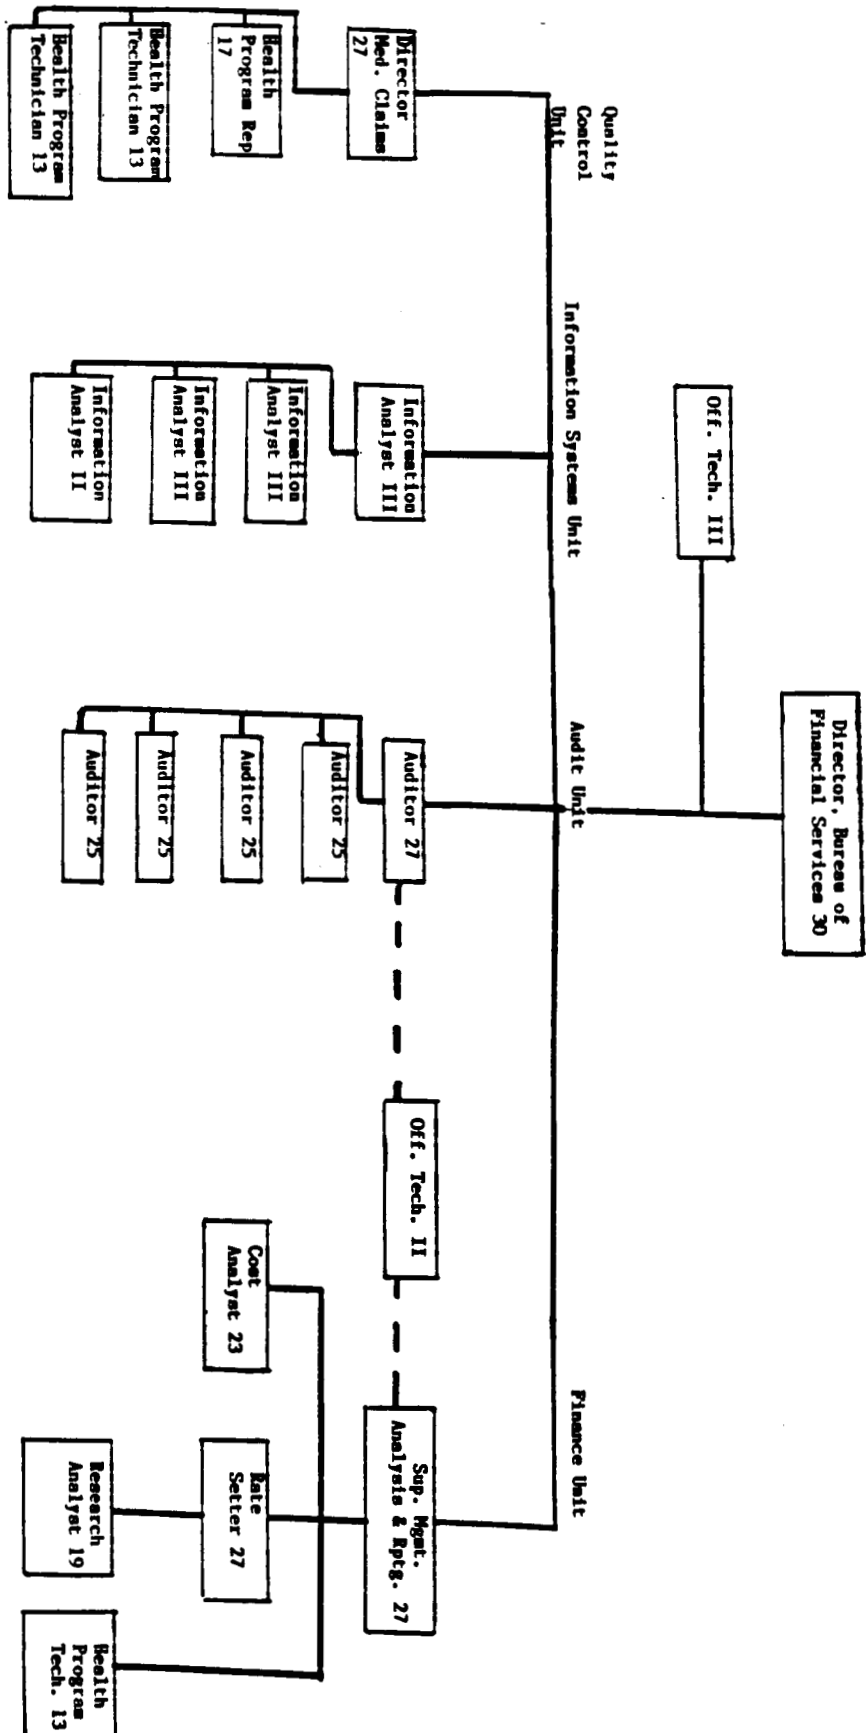 Director, Bureau of
Financial Services 30
Off. Tech. III
Quality
Control
Unit
Information Systems Unit
Audit Unit
Finance Unit
Director
Med. Claims
27
Health
Program Rep
17
Health Program
Technician 13
Health Program
Technician 13
Information
Analyst III
Information
Analyst III
Information
Analyst III
Information
Analyst II
Auditor 27
Auditor 25
Auditor 25
Auditor 25
Auditor 25
Off. Tech. II
Sup. Mgmt.
Analysis & Rptg. 27
Cost
Analyst 23
Rate
Setter 27
Research
Analyst 19
Health
Program
Tech. 13